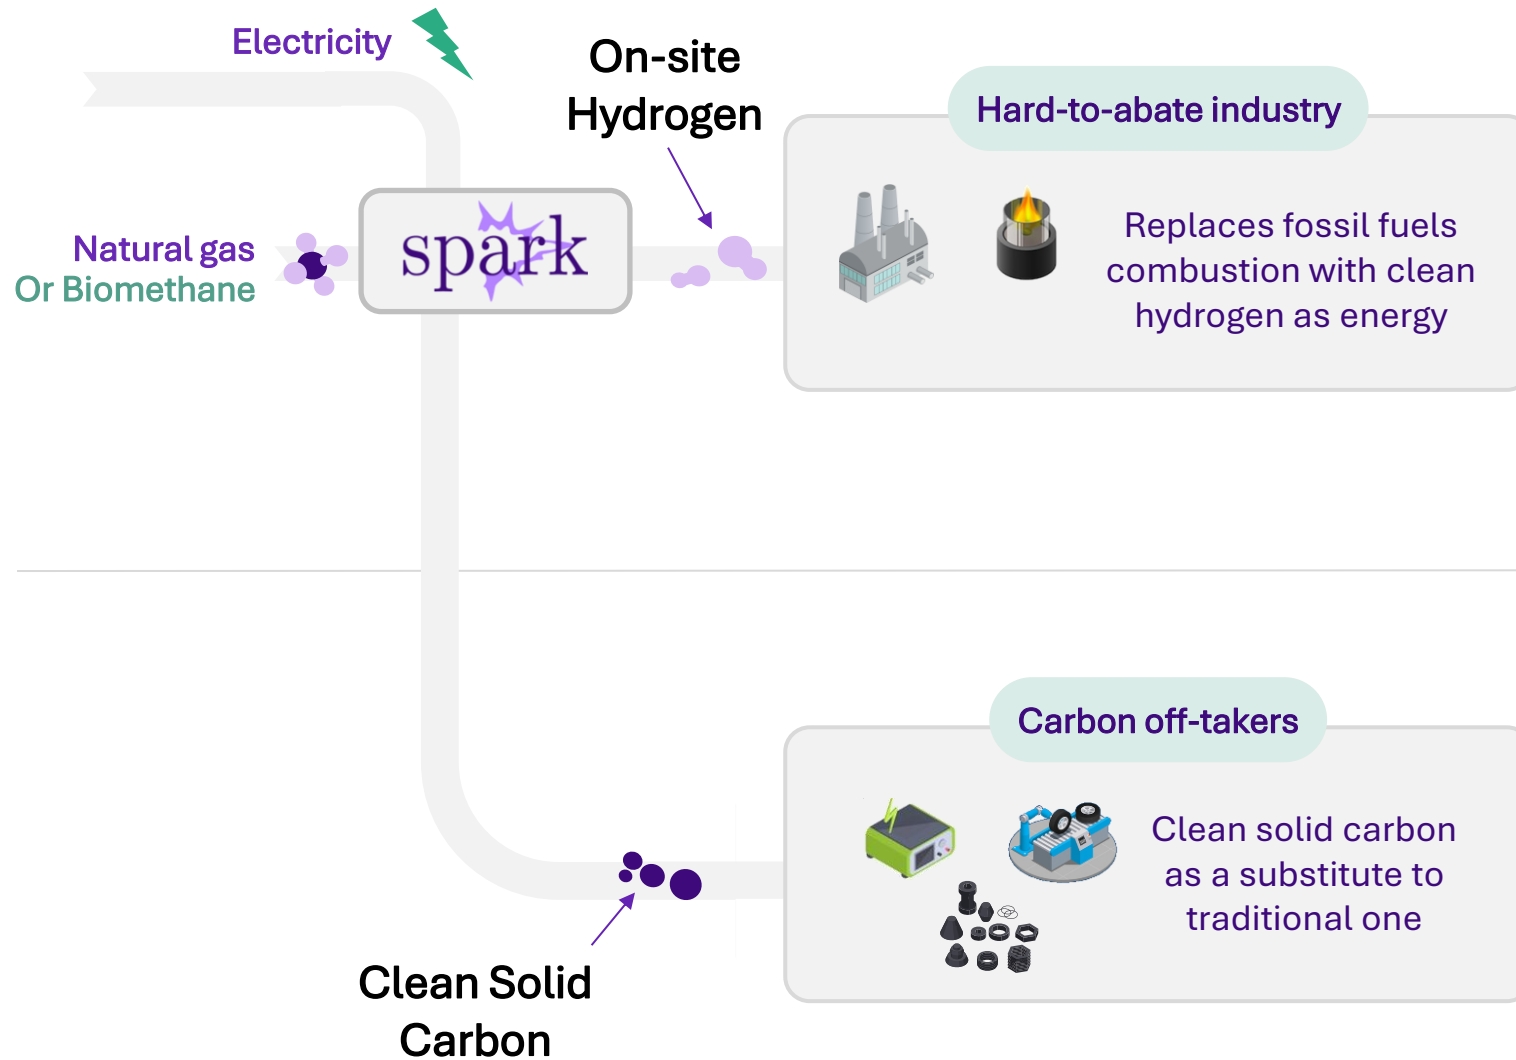 Electricity
On-site
Hydrogen
Hard-to-abate industry
Natural gas
Or Biomethane
spark
Replaces fossil fuels
combustion with clean
hydrogen as energy
Carbon off-takers
Clean solid carbon
as a substitute to
traditional one
Clean Solid
Carbon